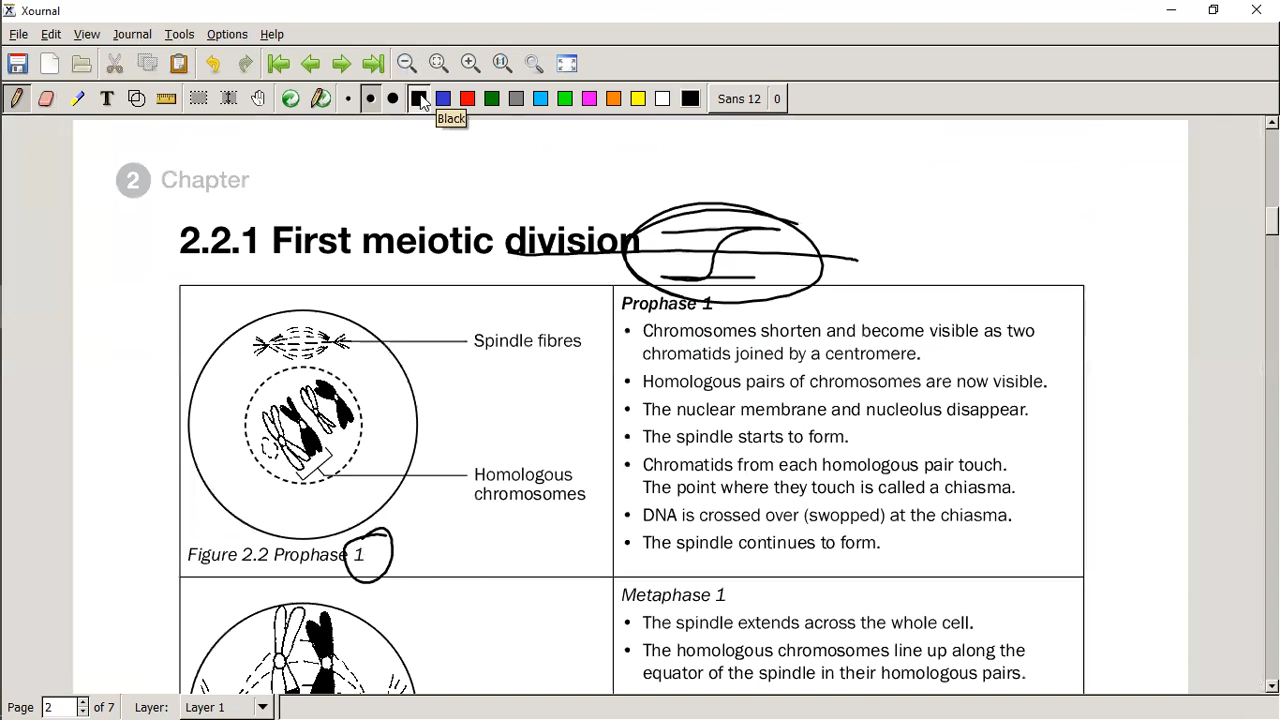 Xournal
File Edit View Journal Tools Options Help
T Sans 12 0
Black
2 Chapter
2.2.1 First meiotic division I
Spindle fibres
Homologous
chromosomes
Figure 2.2 Prophase 1
Prophase 1
• Chromosomes shorten and become visible as two
chromatids joined by a centromere.
• Homologous pairs of chromosomes are now visible.
• The nuclear membrane and nucleolus disappear.
• The spindle starts to form.
• Chromatids from each homologous pair touch.
The point where they touch is called a chiasma.
• DNA is crossed over (swopped) at the chiasma.
• The spindle continues to form.
Metaphase 1
• The spindle extends across the whole cell.
• The homologous chromosomes line up along the
equator of the spindle in their homologous pairs.
Page 2 of 7 Layer: Layer 1